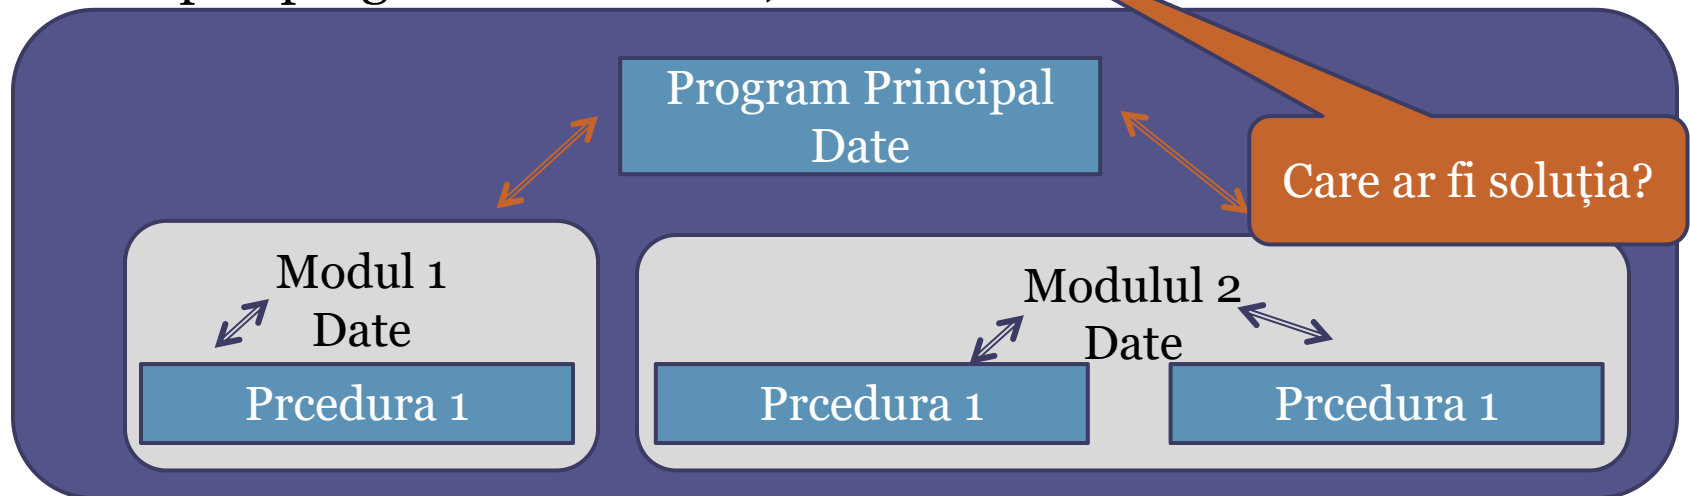 Program Principal
Date
Care ar fi soluția?
Modul 1
Date
Modulul 2
Date
Prcedura 1
Prcedura 1
Prcedura 1